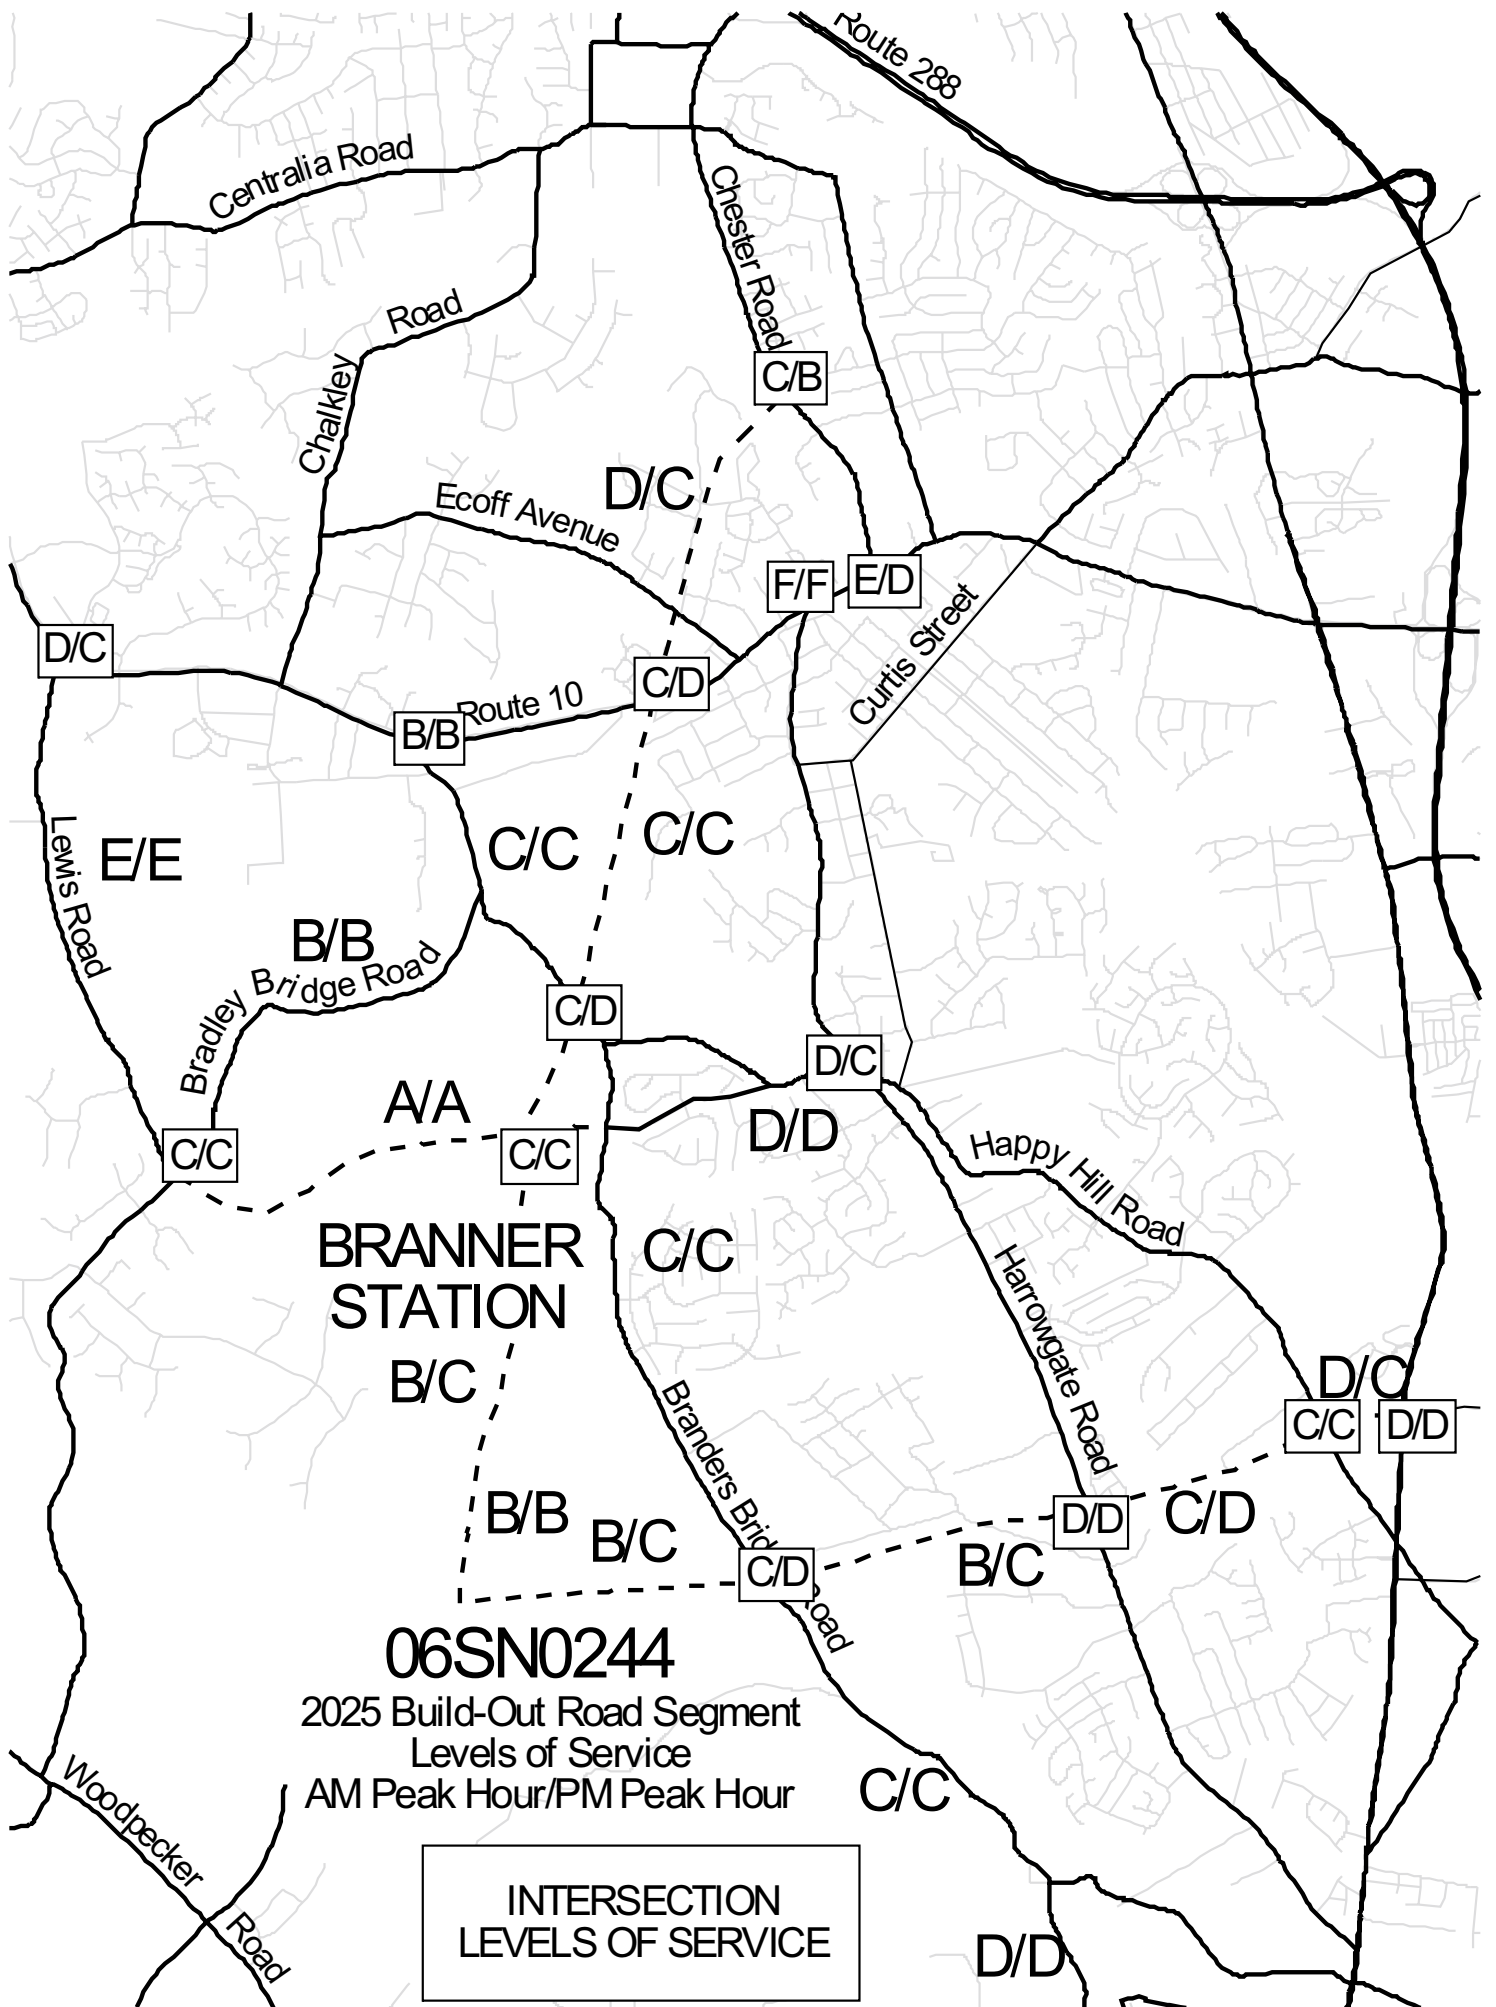 Route 288
Centralia Road
Chester Road
Road
Chalkley
C/B
D/C
Ecoff Avenue
F/F
E/D
Curtis Street
D/C
C/D
Route 10
B/B
Lewis Road
E/E
C/C
C/C
B/B
Bradley Bridge Road
C/D
D/C
A/A
D/D
C/C
C/C
Happy Hill Road
BRANNER
STATION
C/C
Harrowgate Road
B/C
D/C
C/C
D/D
Branders Brid
Road
B/B
B/C
D/D
C/D
B/C
C/D
06SN0244
2025 Build-Out Road Segment
Levels of Service
AM Peak Hour/PM Peak Hour
C/C
Woodpecker
Road
INTERSECTION
LEVELS OF SERVICE
D/D